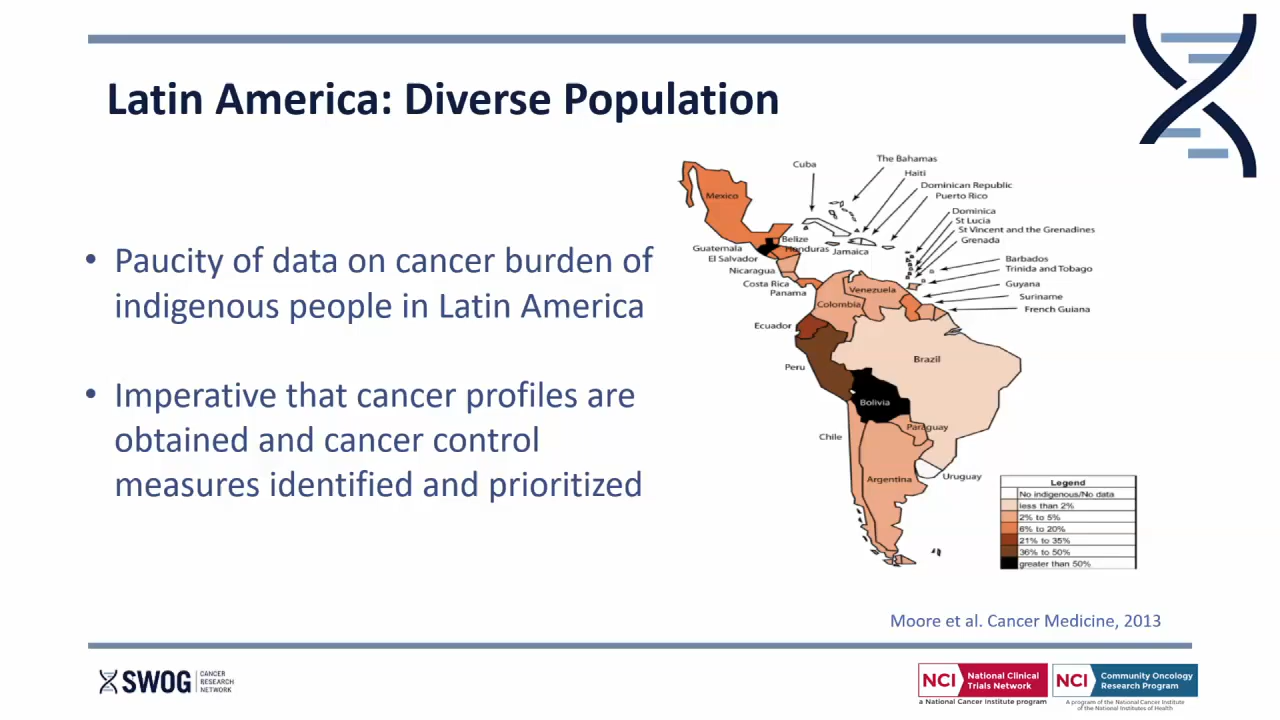 Latin America: Diverse Population
• Paucity of data on cancer burden of
indigenous people in Latin America
• Imperative that cancer profiles are
obtained and cancer control
measures identified and prioritized
Cuba
The Bahamas
Haiti
Dominican Republic
Puerto Rico
Mexico
Dominica
St Lucia
St Vincent and the Grenadines
Grenada
Belize
Guatemala
Honduras
Jamaica
El Salvador
Barbados
Nicaragua
Trinidad and Tobago
Costa Rica
Guyana
Panama
Venezuela
Suriname
Colombia
French Guiana
Ecuador
Brazil
Peru
Bolivia
Chile
Paraguay
Uruguay
Argentina
Legend
No indigenous/No data
less than 2%
2% to 5%
6% to 20%
21% to 35%
36% to 50%
greater than 50%
Moore et al. Cancer Medicine, 2013
SWOG
CANCER
RESEARCH
NETWORK
NCI
National Clinical
Trials Network
a National Cancer Institute program
NCI
Community Oncology
Research Program
A program of the National Cancer Institute
of the National Institutes of Health